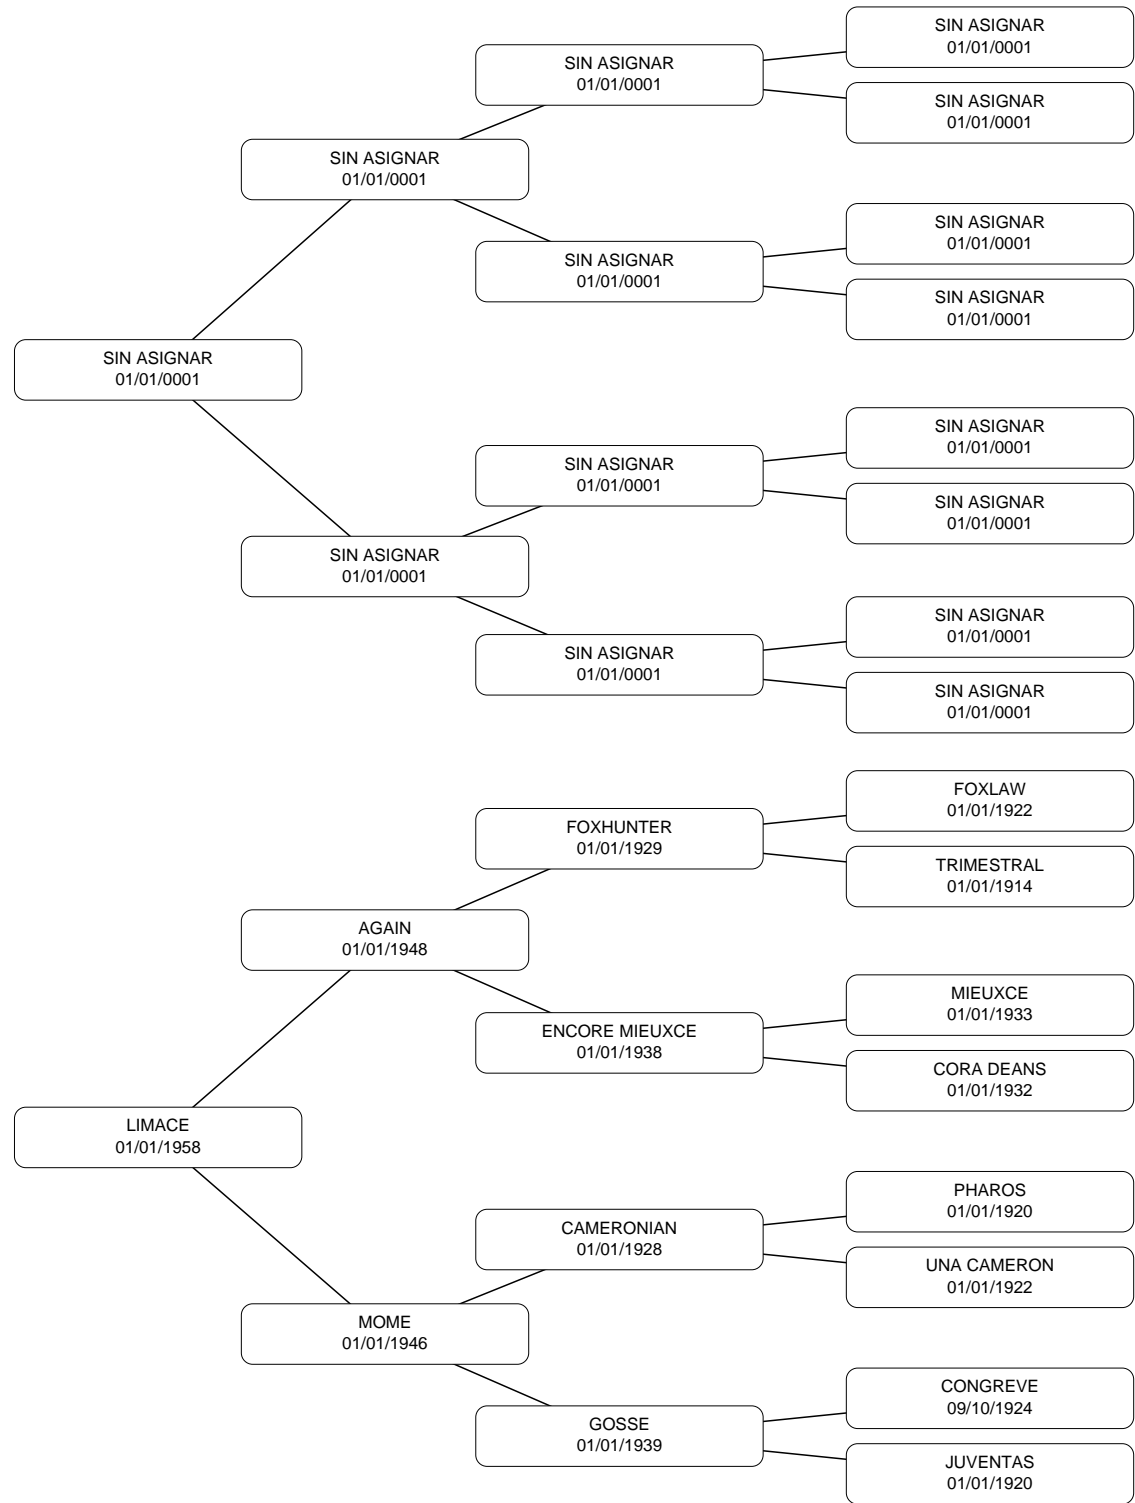 SIN ASIGNAR
01/01/0001
SIN ASIGNAR
01/01/0001
SIN ASIGNAR
01/01/0001
SIN ASIGNAR
01/01/0001
SIN ASIGNAR
01/01/0001
SIN ASIGNAR
01/01/0001
SIN ASIGNAR
01/01/0001
SIN ASIGNAR
01/01/0001
SIN ASIGNAR
01/01/0001
SIN ASIGNAR
01/01/0001
SIN ASIGNAR
01/01/0001
SIN ASIGNAR
01/01/0001
SIN ASIGNAR
01/01/0001
SIN ASIGNAR
01/01/0001
SIN ASIGNAR
01/01/0001
FOXLAW
01/01/1922
FOXHUNTER
01/01/1929
TRIMESTRAL
01/01/1914
AGAIN
01/01/1948
MIEUXCE
01/01/1933
ENCORE MIEUXCE
01/01/1938
CORA DEANS
01/01/1932
LIMACE
01/01/1958
PHAROS
01/01/1920
CAMERONIAN
01/01/1928
UNA CAMERON
01/01/1922
MOME
01/01/1946
CONGREVE
09/10/1924
GOSSE
01/01/1939
JUVENTAS
01/01/1920